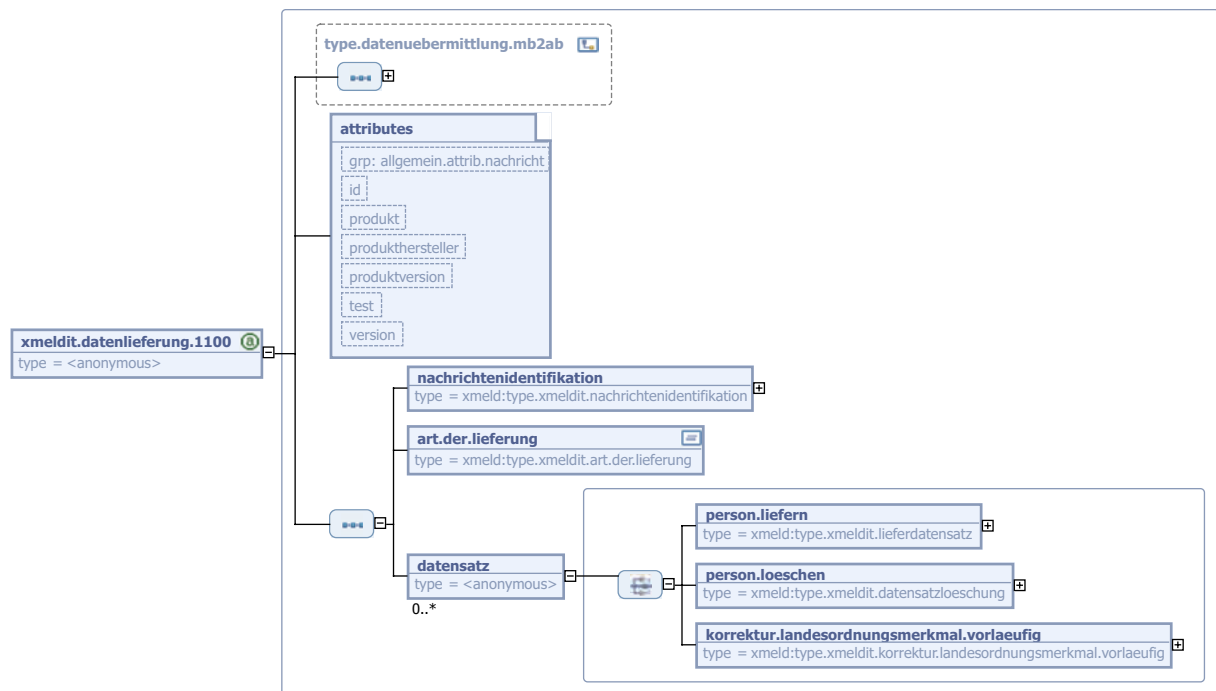 type.datenuebermittlung.mb2ab
attributes
grp: allgemein.attrib.nachricht
id
produkt
produkthersteller
produktversion
test
version
xmeldit.datenlieferung.1100
type = <anonymous>
nachrichtenidentifikation
type = xmeld:type.xmeldit.nachrichtenidentifikation
art.der.lieferung
type = xmeld:type.xmeldit.art.der.lieferung
datensatz
type = <anonymous>
0..*
person.liefern
type = xmeld:type.xmeldit.lieferdatensatz
person.loeschen
type = xmeld:type.xmeldit.datensatzloeschung
korrektur.landesordnungsmerkmal.vorlaeufig
type = xmeld:type.xmeldit.korrektur.landesordnungsmerkmal.vorlaeufig